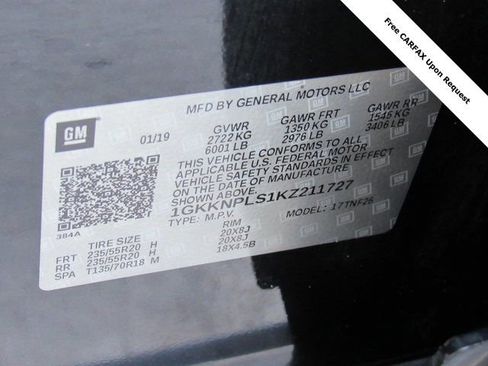 Free CARFAX Upon Request
MFD BY GENERAL MOTORS LLC
GM
01/19
GVWR GAWR FRT GAWR RR
2722 KG 1350 KG 1545 KG
6001 LB 2976 LB 3406 LB
THIS VEHICLE CONFORMS TO ALL
APPLICABLE U.S. FEDERAL MOTOR
VEHICLE SAFETY STANDARDS IN EFFECT
ON THE DATE OF MANUFACTURE SHOWN ABOVE.
1GKKNPLS1KZ211727
TYPE: M.P.V. MODEL: 17TNF26
384A
TIRE SIZE RIM
FRT 235/55R20 H 20X8J
RR 235/55R20 H 20X8J
SPA T135/70R18 M 18X4.5B